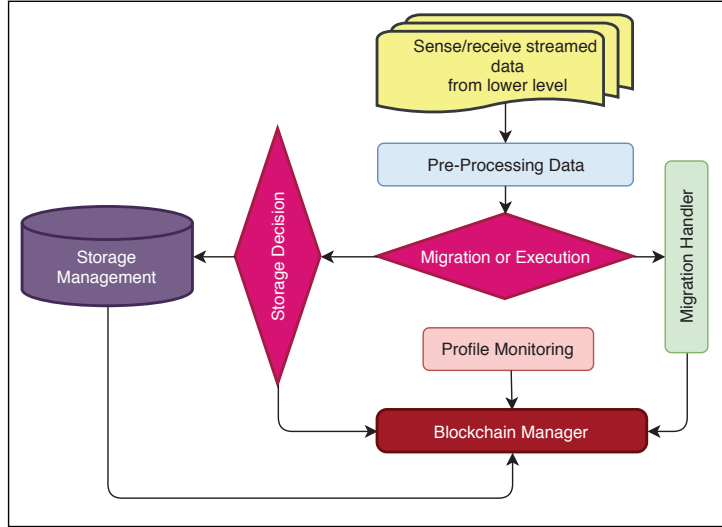 Sense/receive streamed
data
from lower level
Pre-Processing Data
Migration or Execution
Migration Handler
Storage Decision
Storage
Management
Profile Monitoring
Blockchain Manager